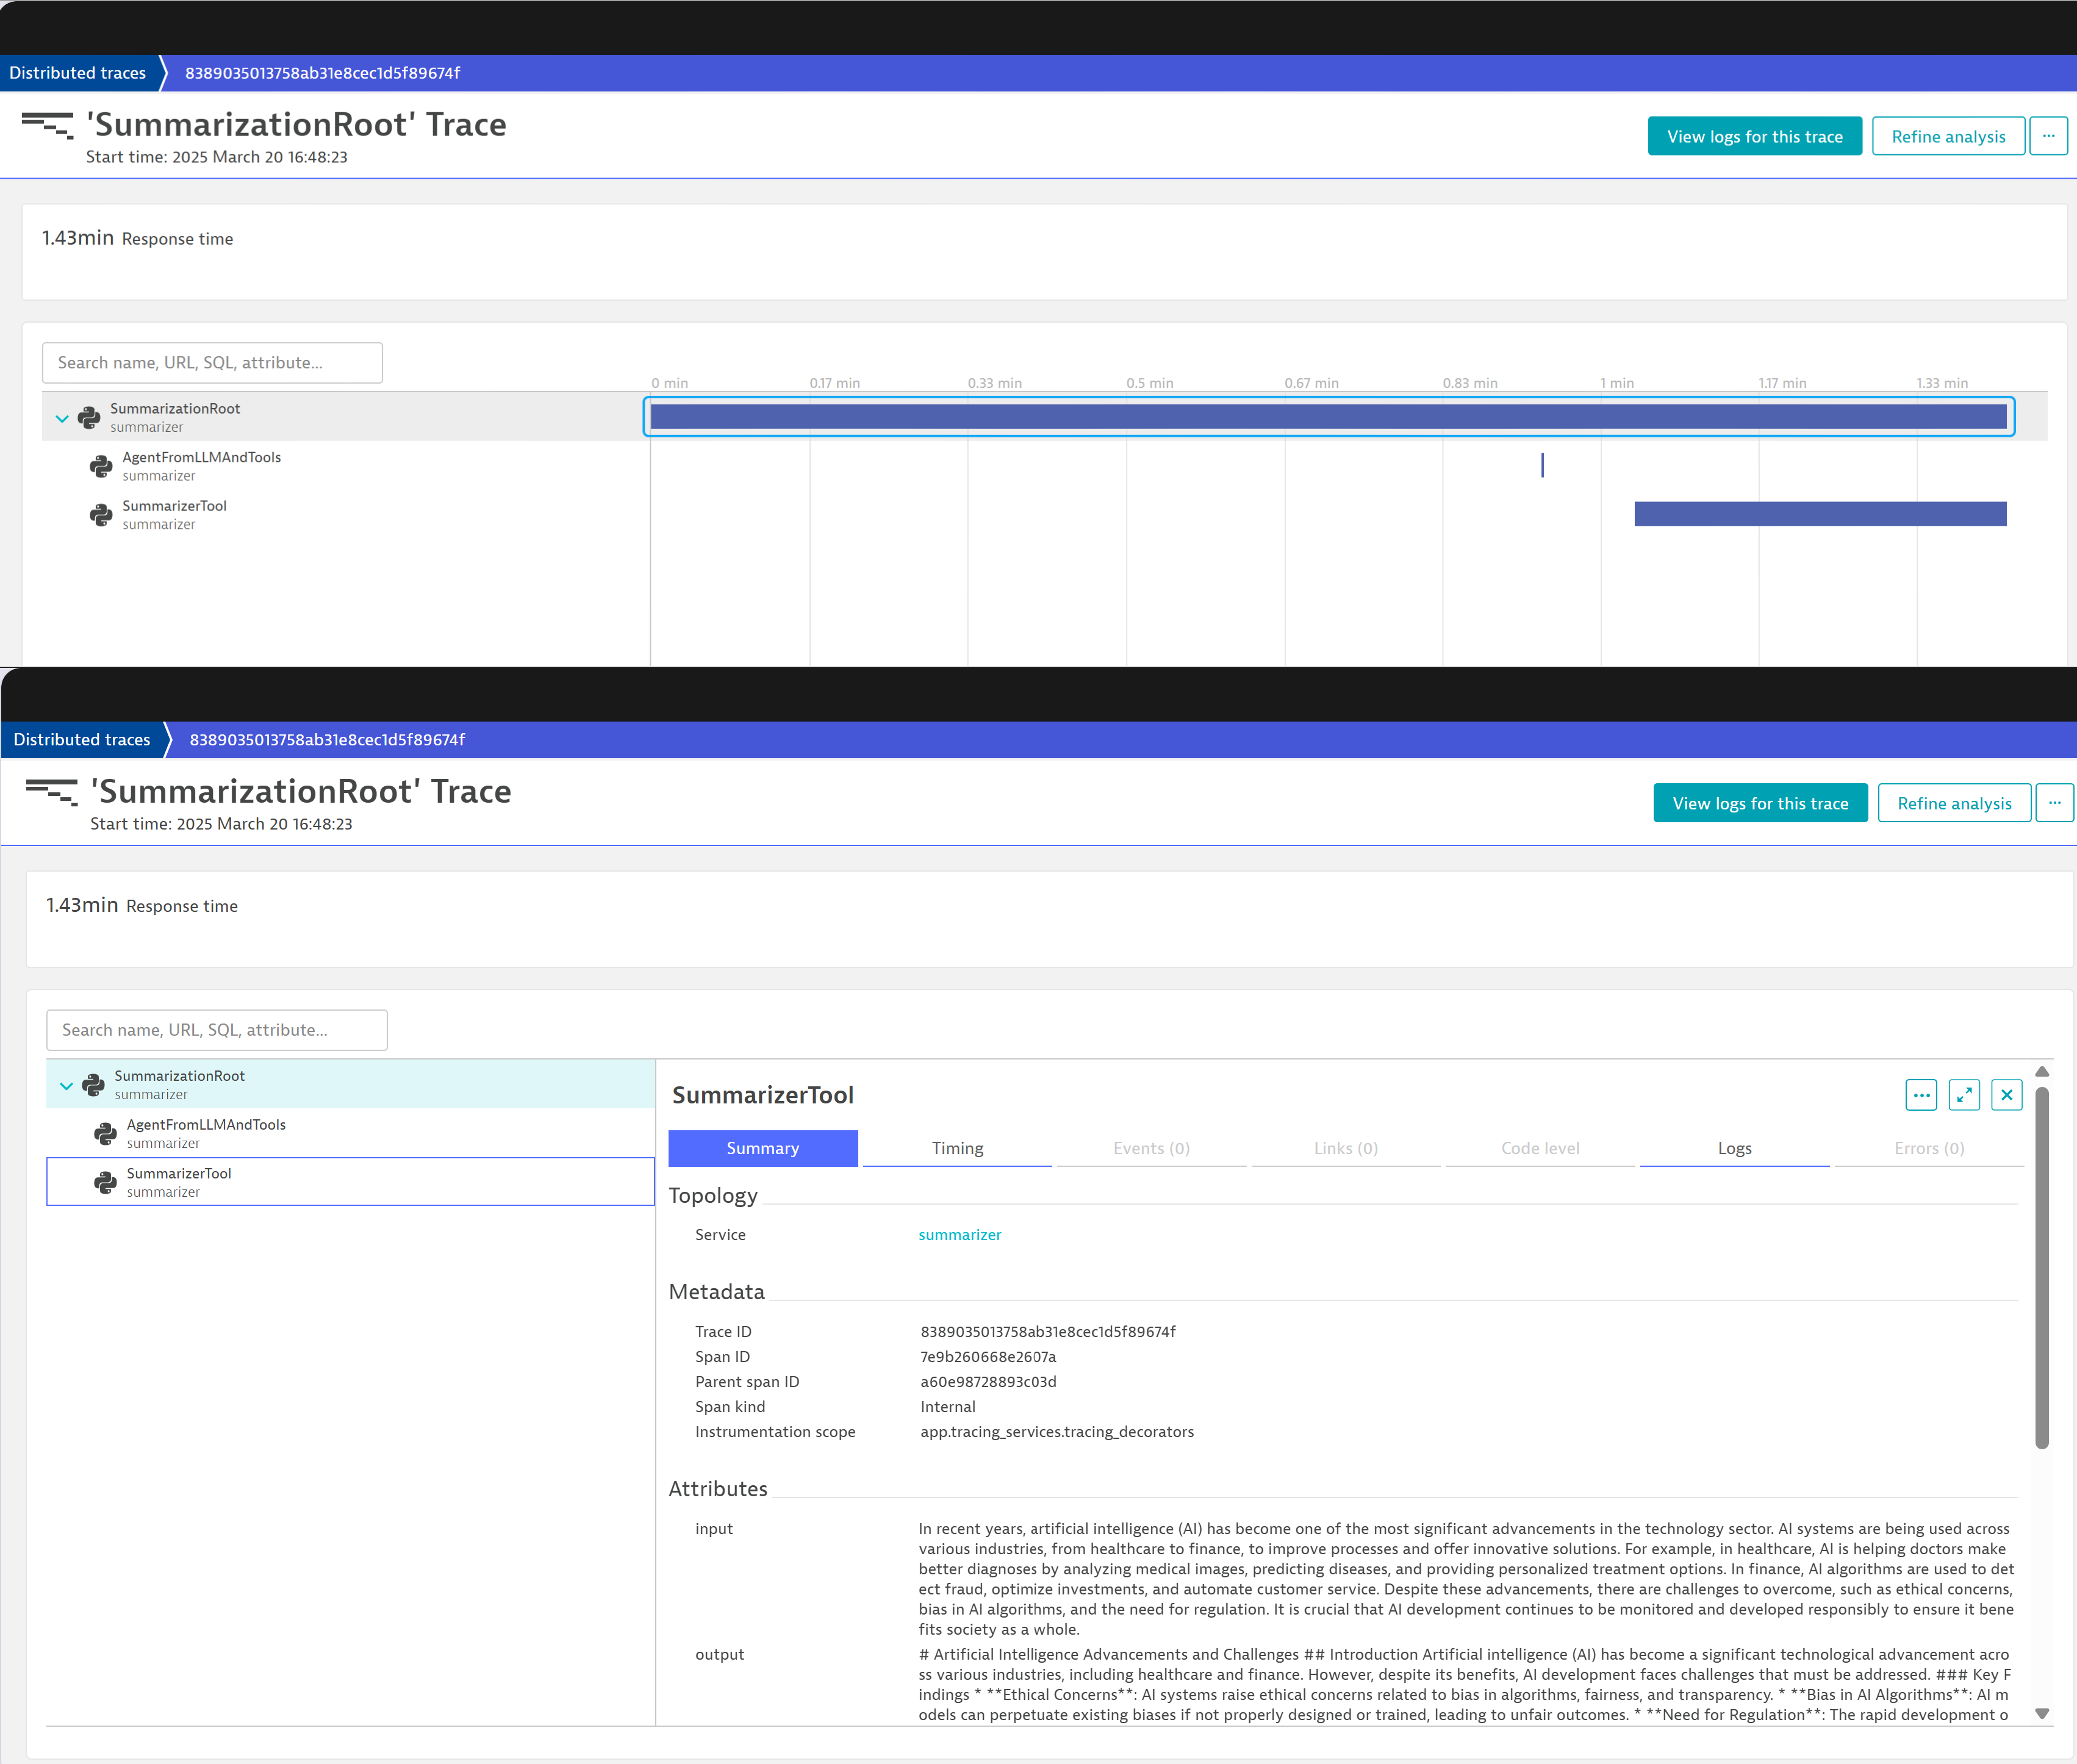 Distributed traces
8389035013758ab31e8cec1d5f89674f
'SummarizationRoot' Trace
Start time: 2025 March 20 16:48:23
View logs for this trace
Refine analysis
...
1.43min Response time
Search name, URL, SQL, attribute...
0 min
0.17 min
0.33 min
0.5 min
0.67 min
0.83 min
1 min
1.17 min
1.33 min
SummarizationRoot
summarizer
AgentFromLLMAndTools
summarizer
SummarizerTool
summarizer
Distributed traces
8389035013758ab31e8cec1d5f89674f
'SummarizationRoot' Trace
Start time: 2025 March 20 16:48:23
View logs for this trace
Refine analysis
...
1.43min Response time
Search name, URL, SQL, attribute...
SummarizationRoot
summarizer
AgentFromLLMAndTools
summarizer
SummarizerTool
summarizer
SummarizerTool
...
Summary
Timing
Events (0)
Links (0)
Code level
Logs
Errors (0)
Topology
Service summarizer
Metadata
Trace ID 8389035013758ab31e8cec1d5f89674f
Span ID 7e9b260668e2607a
Parent span ID a60e98728893c03d
Span kind Internal
Instrumentation scope app.tracing_services.tracing_decorators
Attributes
input In recent years, artificial intelligence (AI) has become one of the most significant advancements in the technology sector. AI systems are being used across
various industries, from healthcare to finance, to improve processes and offer innovative solutions. For example, in healthcare, AI is helping doctors make
better diagnoses by analyzing medical images, predicting diseases, and providing personalized treatment options. In finance, AI algorithms are used to det
ect fraud, optimize investments, and automate customer service. Despite these advancements, there are challenges to overcome, such as ethical concerns,
bias in AI algorithms, and the need for regulation. It is crucial that AI development continues to be monitored and developed responsibly to ensure it bene
fits society as a whole.
output # Artificial Intelligence Advancements and Challenges ## Introduction Artificial intelligence (AI) has become a significant technological advancement acro
ss various industries, including healthcare and finance. However, despite its benefits, AI development faces challenges that must be addressed. ### Key F
indings * **Ethical Concerns**: AI systems raise ethical concerns related to bias in algorithms, fairness, and transparency. * **Bias in AI Algorithms**: AI m
odels can perpetuate existing biases if not properly designed or trained, leading to unfair outcomes. * **Need for Regulation**: The rapid development o